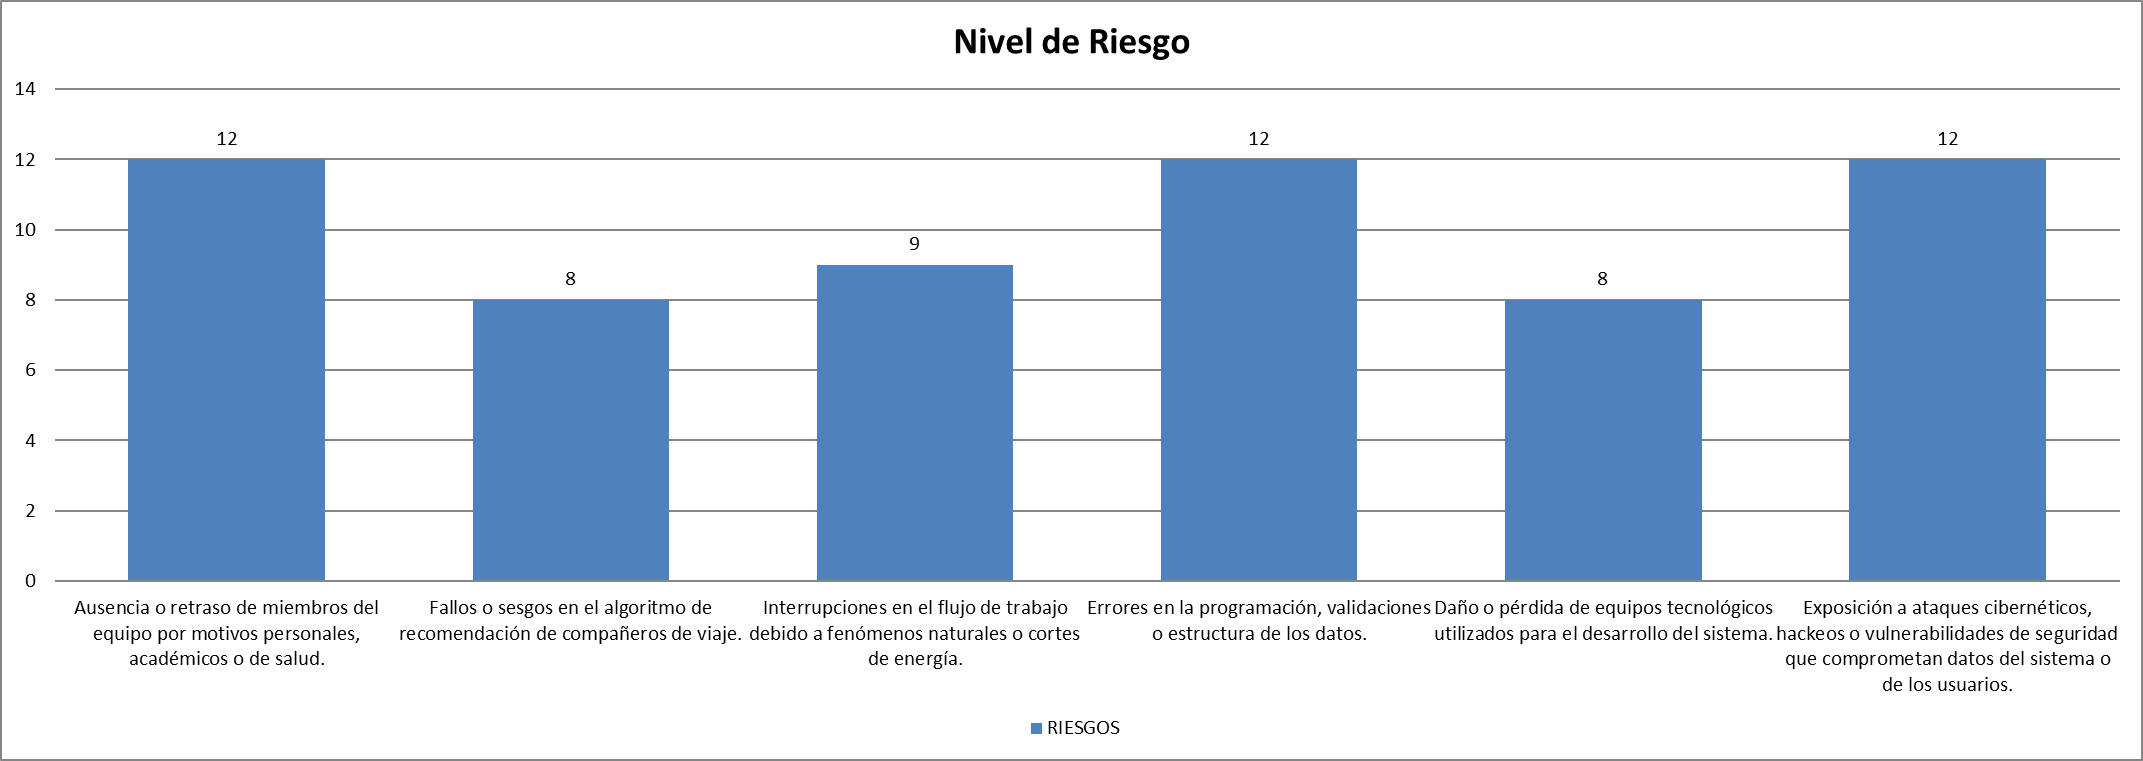 Nivel de Riesgo
14
12
10
8
6
4
2
0
12
8
9
12
8
12
Ausencia o retraso de miembros del
equipo por motivos personales,
académicos o de salud.
Fallos o sesgos en el algoritmo de
recomendación de compañeros de viaje.
Interrupciones en el flujo de trabajo
debido a fenómenos naturales o cortes
de energía.
Errores en la programación, validaciones
o estructura de los datos.
Daño o pérdida de equipos tecnológicos
utilizados para el desarrollo del sistema.
Exposición a ataques cibernéticos,
hackeos o vulnerabilidades de seguridad
que comprometan datos del sistema o
de los usuarios.
RIESGOS